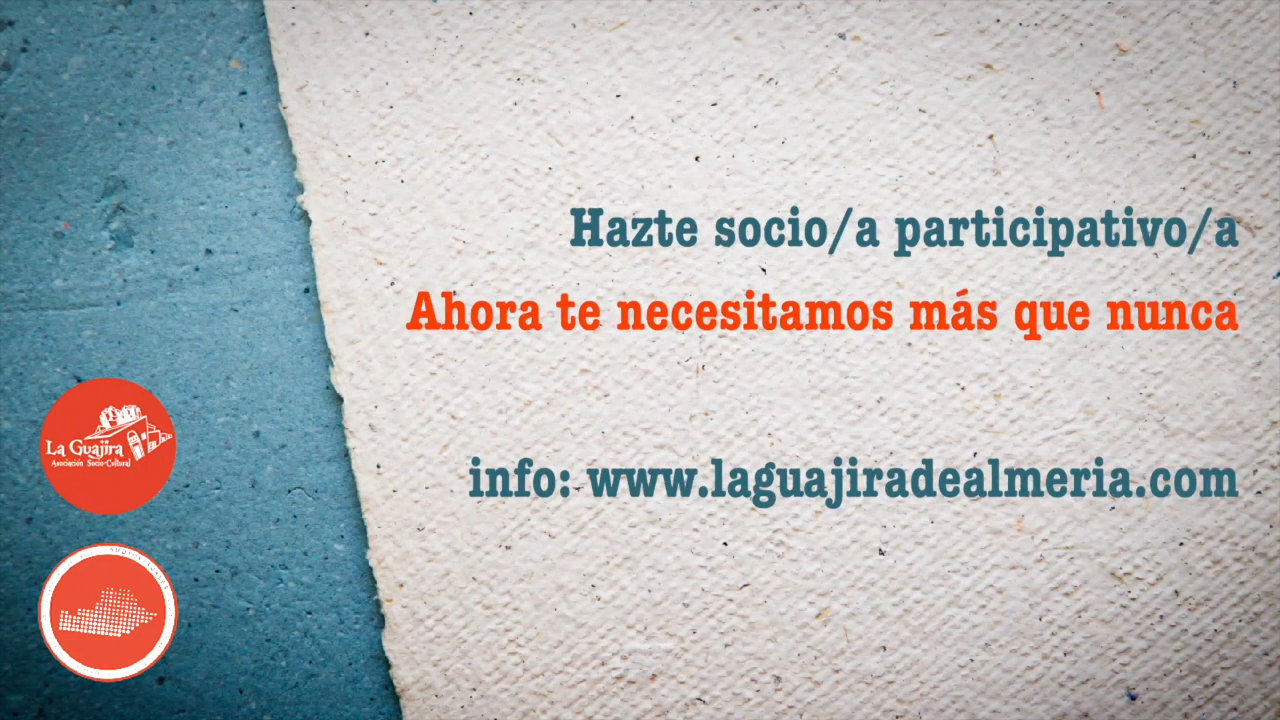 Hazte socio/a participativo/a
Ahora te necesitamos más que nunca
info: www.laguajiradealmeria.com
La Guajira
Asociación Socio-Cultural